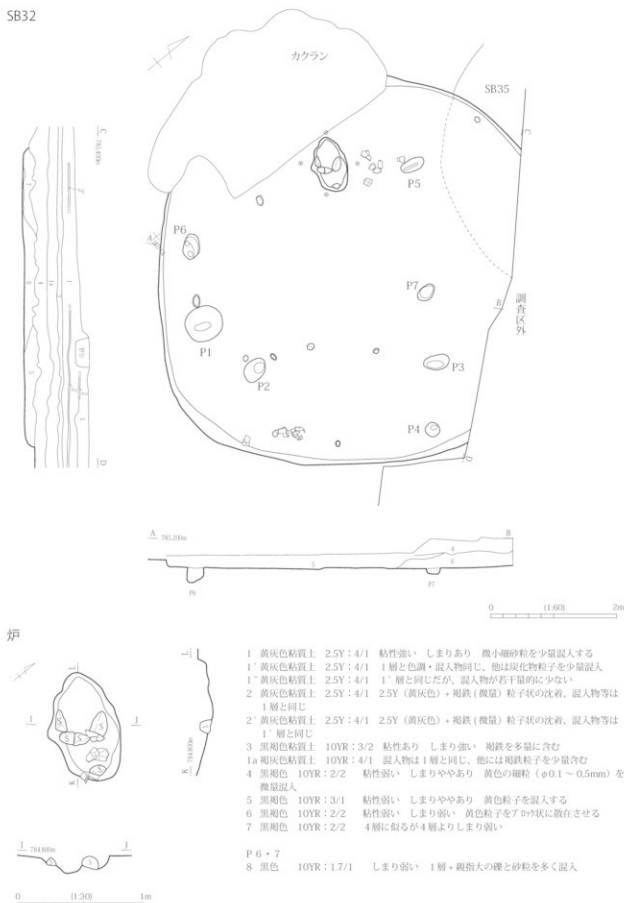 SB32
カクラン
SB35
C
785.400m
P5
P6
A
B
調査区外
P7
P1
P2
P3
P4
D
A 785.200m
B
4
5
6
P6
P7
0 (1:60) 2m
炉
1 黄灰色粘質土 2.5Y:4/1 粘性強い しまりあり 微小細砂粒を少量混入する
1' 黄灰色粘質土 2.5Y:4/1 1層と色調・混入物同じ、他は炭化物粒子を少量混入
1" 黄灰色粘質土 2.5Y:4/1 1'層と同じだが、混入物が若干量的に少ない
2 黄灰色粘質土 2.5Y:4/1 2.5Y(黄灰色)+褐鉄(微量)粒子状の沈着、混入物等は
1層と同じ
2' 黄灰色粘質土 2.5Y:4/1 2.5Y(黄灰色)+褐鉄(微量)粒子状の沈着、混入物等は
1'層と同じ
3 黒褐色粘質土 10YR:3/2 粘性あり しまり強い 褐鉄を多量に含む
1a 褐灰色粘質土 10YR:4/1 混入物は1層と同じ、他には褐鉄粒子を少量含む
4 黒褐色 10YR:2/2 粘性弱い しまりややあり 黄色の細粒(φ0.1~0.5mm)を
微量混入
5 黒褐色 10YR:3/1 粘性弱い しまりややあり 黄色粒子を混入する
6 黒褐色 10YR:2/2 粘性弱い しまり弱い 黄色粒子をブロック状に散在させる
7 黒褐色 10YR:2/2 4層に似るが4層よりしまり弱い
P6・7
8 黒色 10YR:1.7/1 しまり弱い 1層+親指大の礫と砂粒を多く混入
I
J
S
S
S
K
L
784.800m
I 784.800m J
S
0 (1:30) 1m